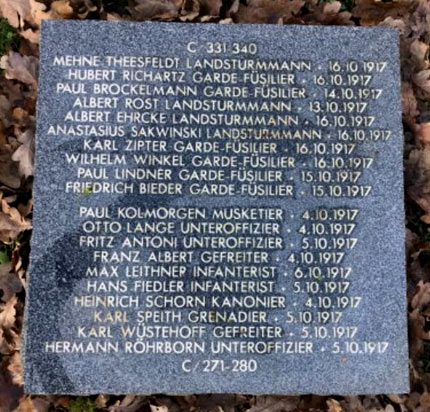 C 331-340
MEHNE THEESFELDT LANDSTURMMANN · 16.10.1917
HUBERT RICHARTZ GARDE-FÜSILIER · 16.10.1917
PAUL BROCKELMANN GARDE-FÜSILIER · 14.10.1917
ALBERT ROST LANDSTURMMANN · 13.10.1917
ALBERT EHRCKE LANDSTURMMANN · 16.10.1917
ANASTASIUS SAKWINSKI LANDSTURMMANN · 16.10.1917
KARL ZIPTER GARDE-FÜSILIER · 16.10.1917
WILHELM WINKEL GARDE-FÜSILIER · 16.10.1917
PAUL LINDNER GARDE-FÜSILIER · 15.10.1917
FRIEDRICH BIEDER GARDE-FÜSILIER · 15.10.1917
PAUL KOLMORGEN MUSKETIER · 4.10.1917
OTTO LANGE UNTEROFFIZIER · 4.10.1917
FRITZ ANTONI UNTEROFFIZIER · 5.10.1917
FRANZ ALBERT GEFREITER · 4.10.1917
MAX LEITHNER INFANTERIST · 6.10.1917
HANS FIEDLER INFANTERIST · 5.10.1917
HEINRICH SCHORN KANONIER · 4.10.1917
KARL SPEITH GRENADIER · 5.10.1917
KARL WÜSTEHOFF GEFREITER · 5.10.1917
HERMANN RÖHRBORN UNTEROFFIZIER · 5.10.1917
C/271-280